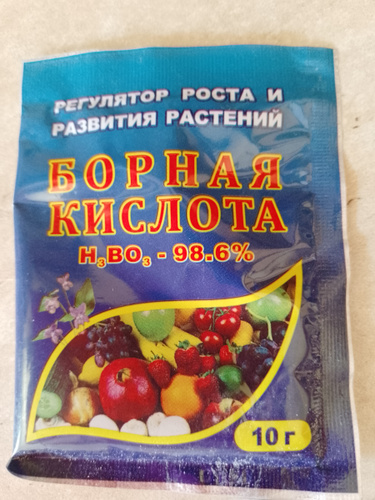 РЕГУЛЯТОР РОСТА И
РАЗВИТИЯ РАСТЕНИЙ
БОРНАЯ
КИСЛОТА
H₃BO₃ - 98.6%
10 г